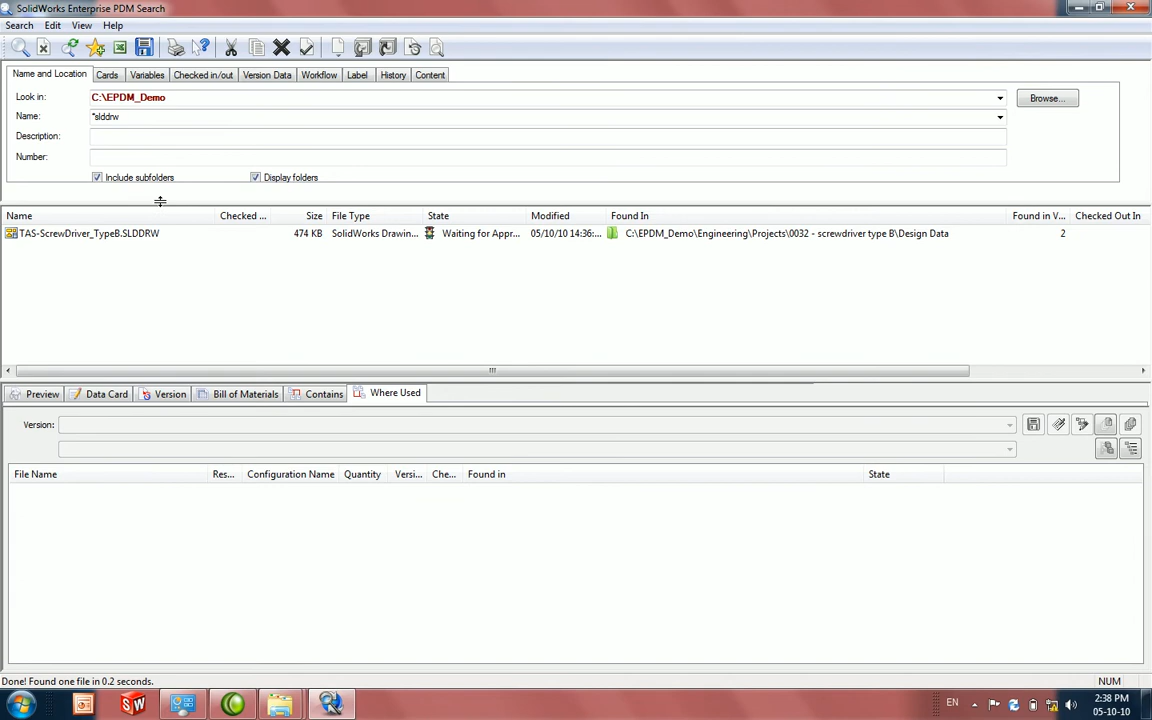 SolidWorks Enterprise PDM Search
Search Edit View Help
Name and Location Cards Variables Checked in/out Version Data Workflow Label History Content
Look in: C:\EPDM_Demo Browse...
Name: *slddrw
Description:
Number:
Include subfolders Display folders
Name Checked ... Size File Type State Modified Found In Found in V... Checked Out In
TAS-ScrewDriver_TypeB.SLDDRW 474 KB SolidWorks Drawin... Waiting for Appr... 05/10/10 14:36:... C:\EPDM_Demo\Engineering\Projects\0032 - screwdriver type B\Design Data 2
Preview Data Card Version Bill of Materials Contains Where Used
Version:
File Name Res... Configuration Name Quantity Versi... Che... Found in State
Done! Found one file in 0.2 seconds. NUM
SW EN 2:38 PM
05-10-10